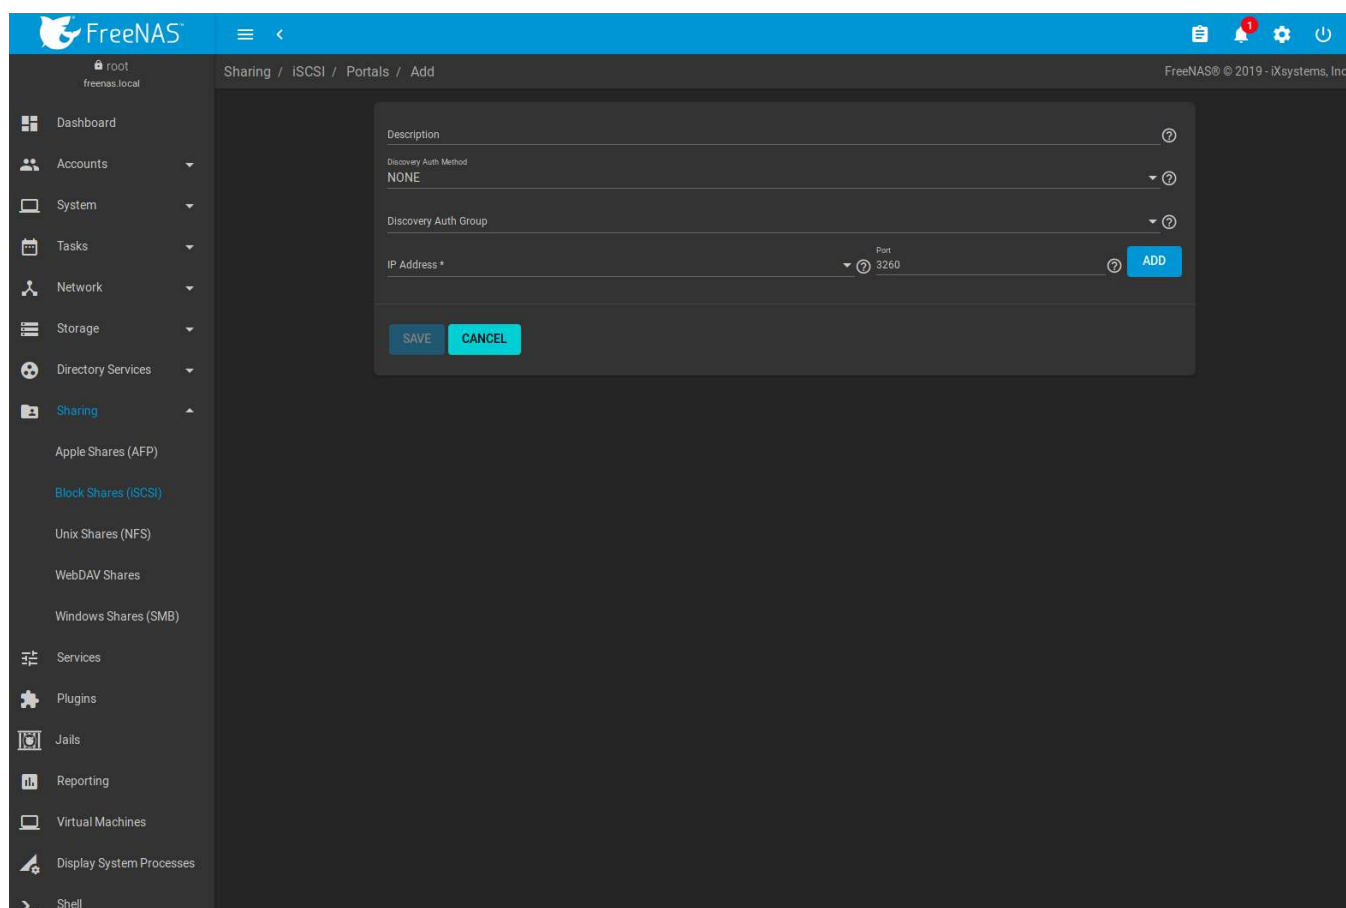 FreeNAS®
1
root
freenas.local
Sharing / iSCSI / Portals / Add
FreeNAS® © 2019 - iXsystems, Inc
Dashboard
Accounts
System
Tasks
Network
Storage
Directory Services
Sharing
Apple Shares (AFP)
Block Shares (iSCSI)
Unix Shares (NFS)
WebDAV Shares
Windows Shares (SMB)
Services
Plugins
Jails
Reporting
Virtual Machines
Display System Processes
Shell
Description
Discovery Auth Method
NONE
Discovery Auth Group
IP Address *
Port
3260
ADD
SAVE
CANCEL